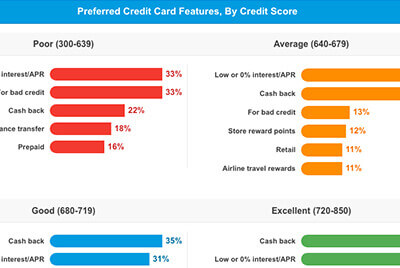 Preferred Credit Card Features, By Credit Score
Poor (300-639)
interest/APR 33%
For bad credit 33%
Cash back 22%
ance transfer 18%
Prepaid 16%
Average (640-679)
Low or 0% interest/APR
Cash back
For bad credit 13%
Store reward points 12%
Retail 11%
Airline travel rewards 11%
Good (680-719)
Cash back 35%
interest/APR 31%
Excellent (720-850)
Cash back
Low or 0% interest/APR